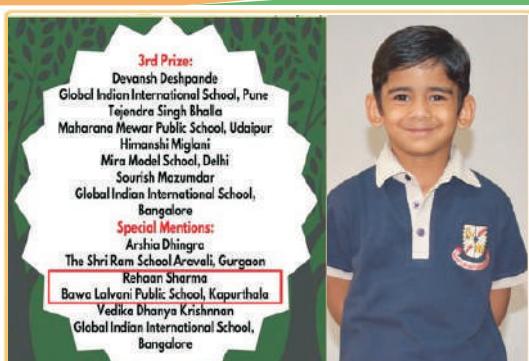 3rd Prize:
Devansh Deshpande
Global Indian International School, Pune
Tejendra Singh Bhalla
Maharana Mewar Public School, Udaipur
Himanshi Miglani
Mira Model School, Delhi
Sourish Mazumdar
Global Indian International School,
Bangalore
Special Mentions:
Arshia Dhingra
The Shri Ram School Aravali, Gurgaon
Rehaan Sharma
Bawa Lalvani Public School, Kapurthala
Vedika Dhanya Krishnnan
Global Indian International School,
Bangalore